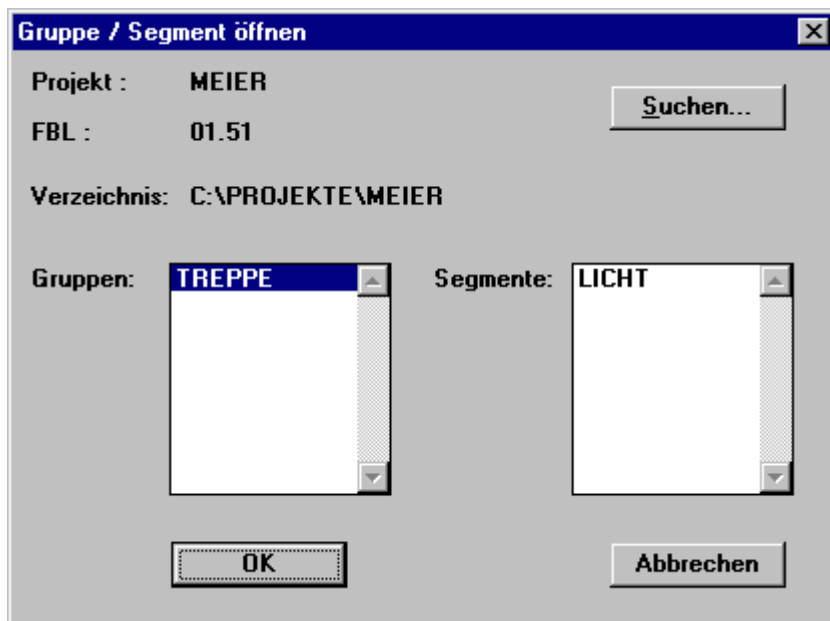 Gruppe / Segment öffnen
Projekt : MEIER
Suchen...
FBL : 01.51
Verzeichnis: C:\PROJEKTE\MEIER
Gruppen: TREPPE Segmente: LICHT
OK Abbrechen